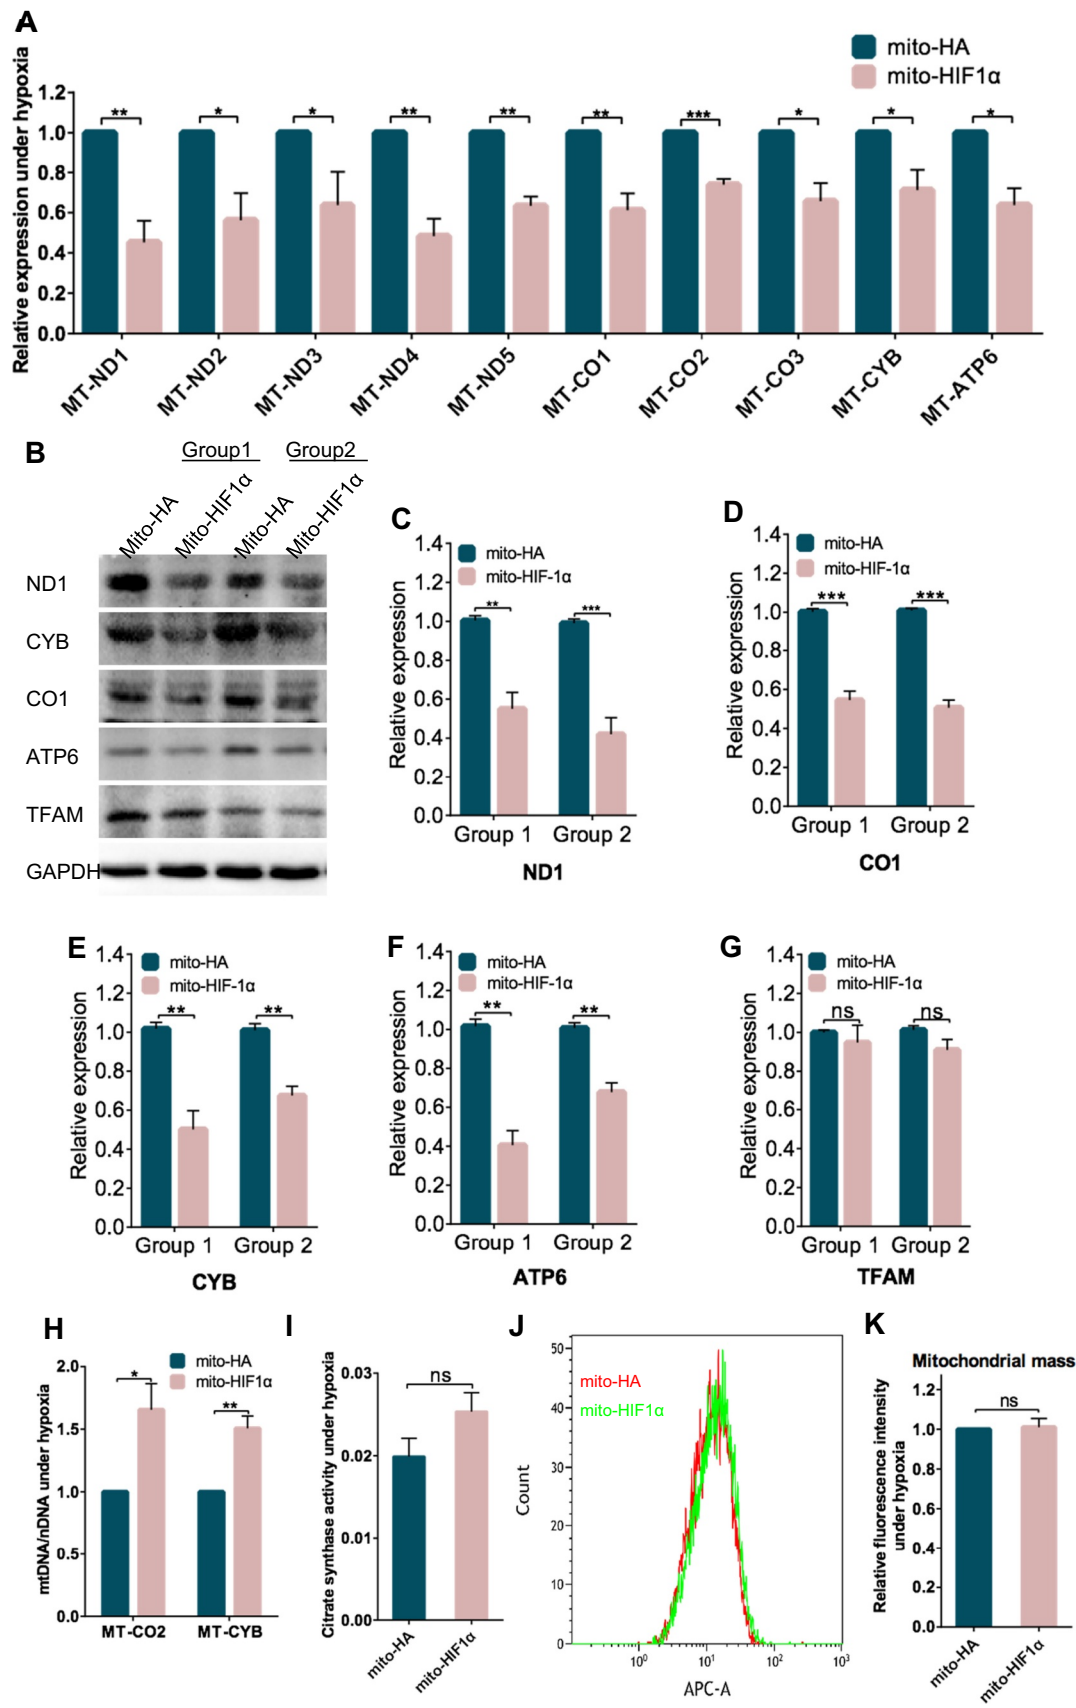 A
mito-HA
mito-HIF1α
Relative expression under hypoxia
1.2
1.0
0.8
0.6
0.4
0.2
0.0
** * * ** ** ** *** * * *
MT-ND1 MT-ND2 MT-ND3 MT-ND4 MT-ND5 MT-CO1 MT-CO2 MT-CO3 MT-CYB MT-ATP6
B
Group1 Group2
Mito-HA Mito-HIF1α Mito-HA Mito-HIF1α
ND1
CYB
CO1
ATP6
TFAM
GAPDH
C
mito-HA
mito-HIF-1α
Relative expression
1.4
1.2
1.0
0.8
0.6
0.4
0.2
0.0
** ***
Group 1 Group 2
ND1
D
mito-HA
mito-HIF-1α
Relative expression
1.4
1.2
1.0
0.8
0.6
0.4
0.2
0.0
*** ***
Group 1 Group 2
CO1
E
mito-HA
mito-HIF-1α
Relative expression
1.4
1.2
1.0
0.8
0.6
0.4
0.2
0.0
** **
Group 1 Group 2
CYB
F
mito-HA
mito-HIF-1α
Relative expression
1.4
1.2
1.0
0.8
0.6
0.4
0.2
0.0
** **
Group 1 Group 2
ATP6
G
mito-HA
mito-HIF-1α
Relative expression
1.4
1.2
1.0
0.8
0.6
0.4
0.2
0.0
ns ns
Group 1 Group 2
TFAM
H
mito-HA
mito-HIF1α
mtDNA/nDNA under hypoxia
2.0
1.5
1.0
0.5
0.0
* **
MT-CO2 MT-CYB
I
Citrate synthase activity under hypoxia
0.03
0.02
0.01
0.00
ns
mito-HA mito-HIF1α
J
mito-HA
mito-HIF1α
Count
50
40
30
20
10
0
10⁰ 10¹ 10² 10³
APC-A
K
Mitochondrial mass
Relative fluorescence intensity
under hypoxia
1.2
1.0
0.8
0.6
0.4
0.2
0.0
ns
mito-HA mito-HIF1α